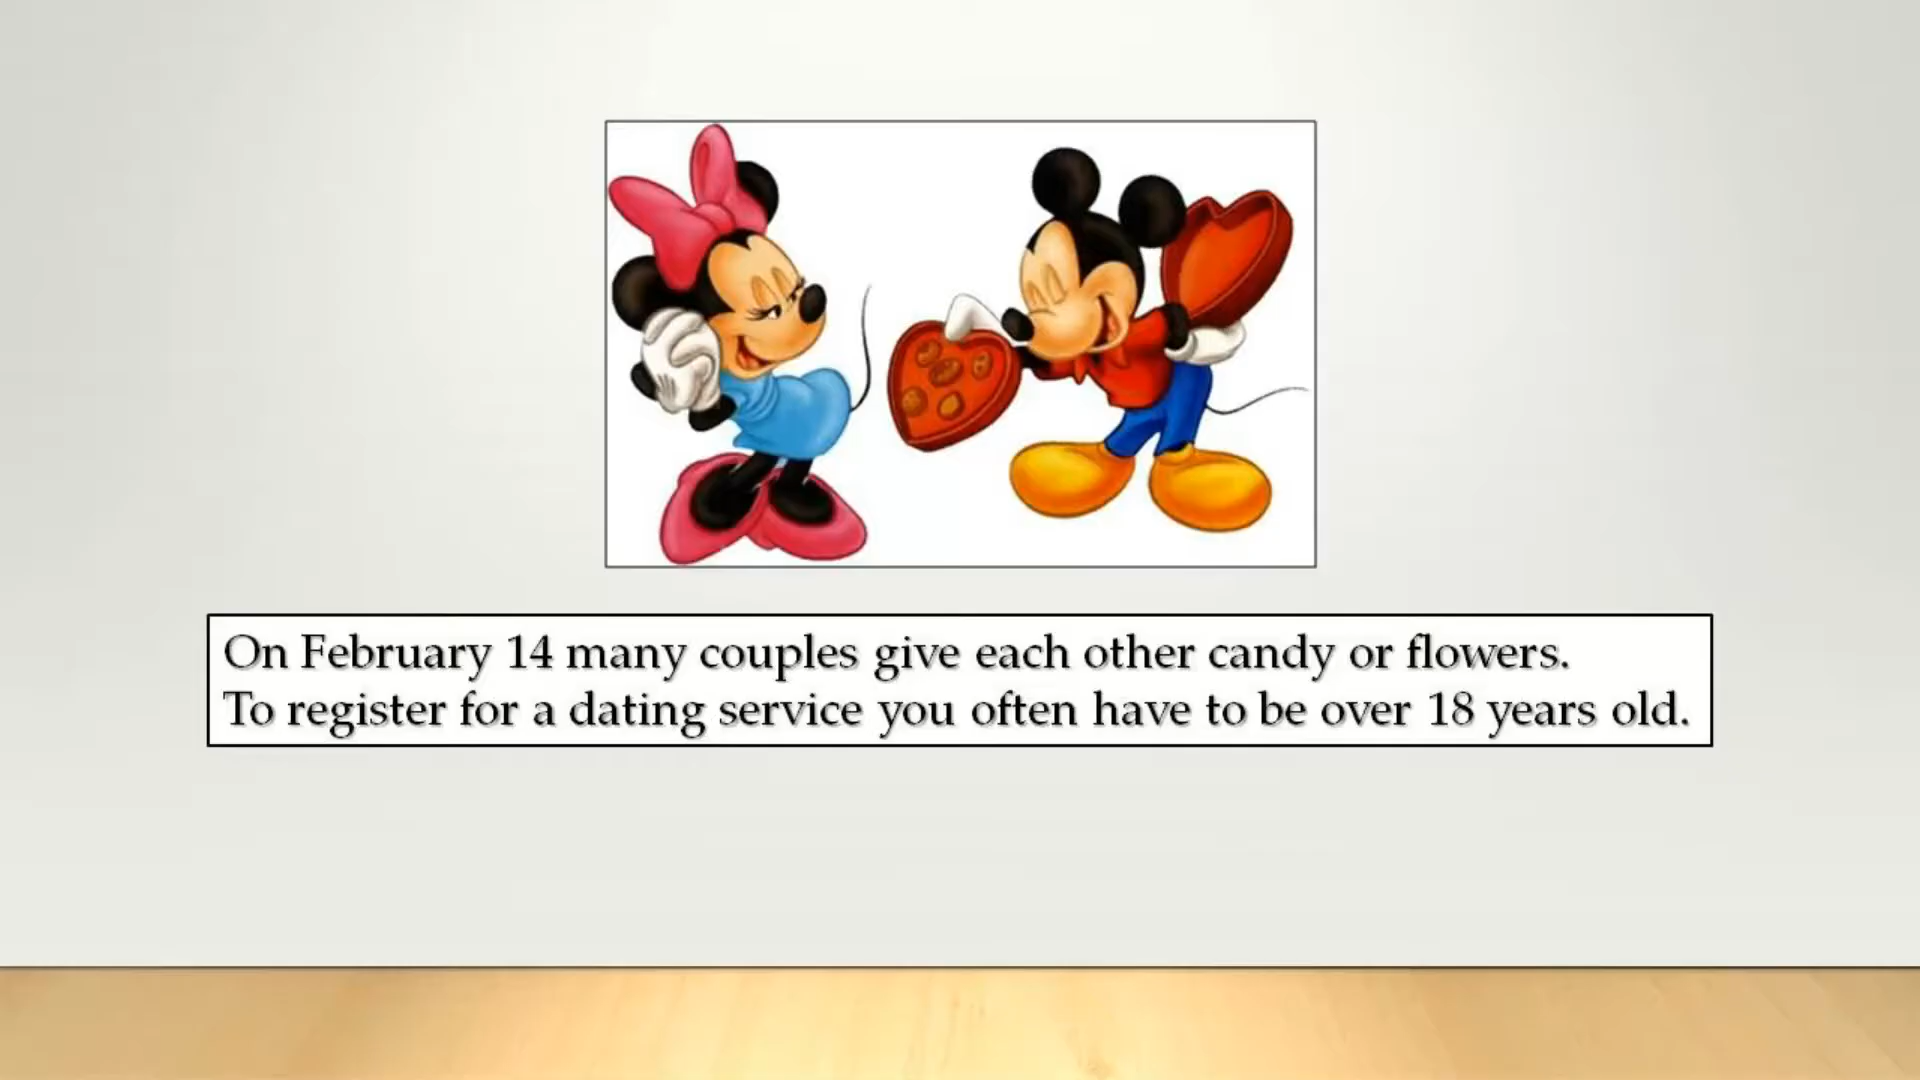 On February 14 many couples give each other candy or flowers.
To register for a dating service you often have to be over 18 years old.